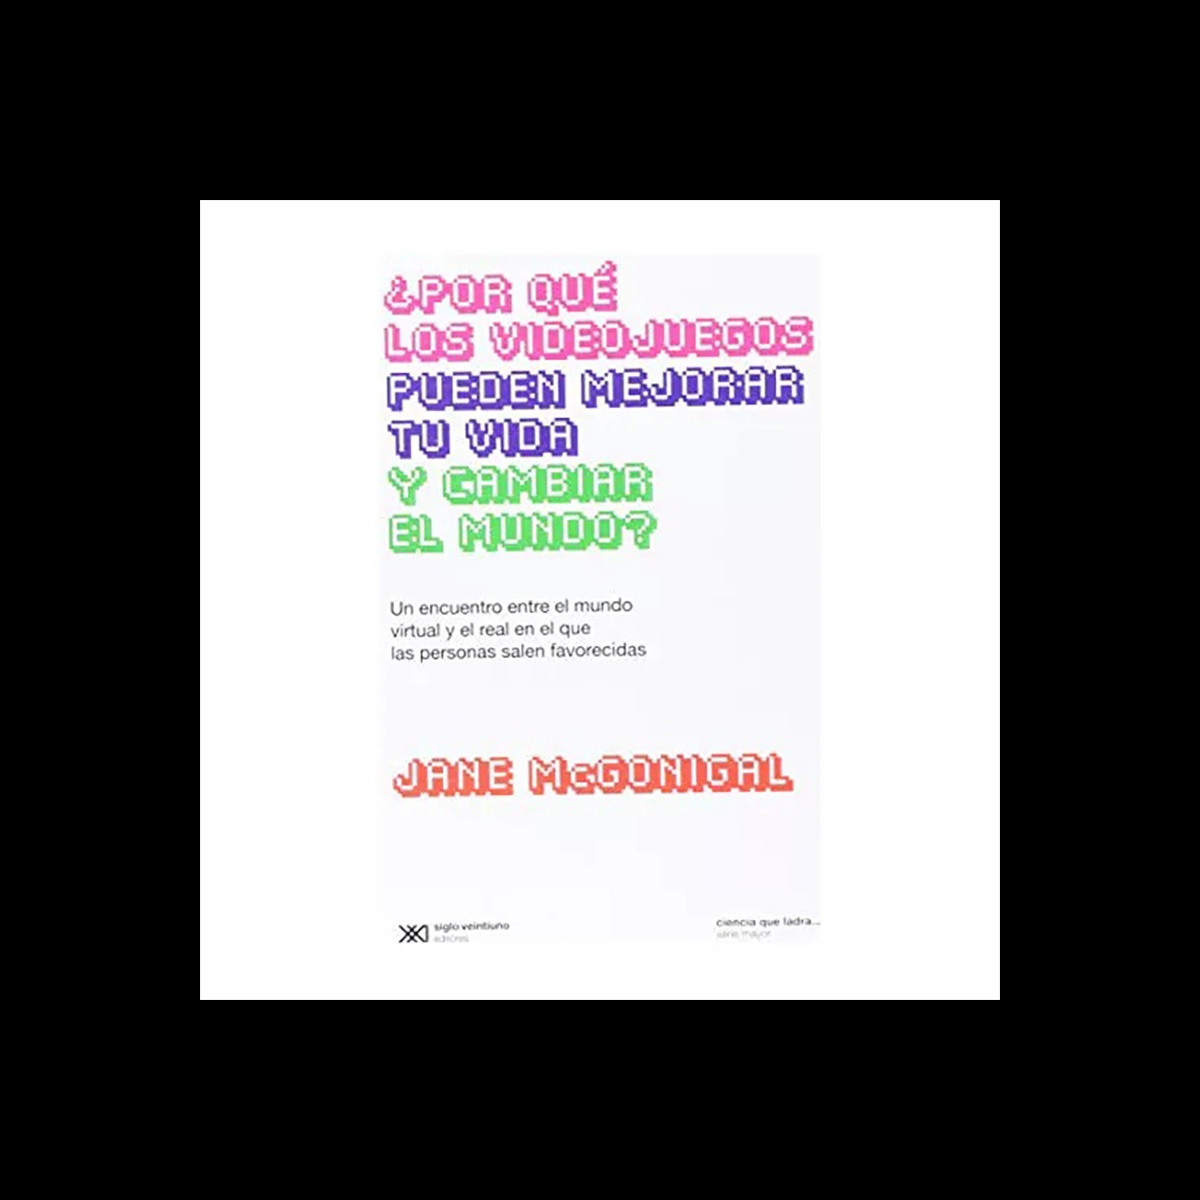 ¿POR QUÉ
LOS VIDEOJUEGOS
PUEDEN MEJORAR
TU VIDA
Y CAMBIAR
EL MUNDO?
Un encuentro entre el mundo
virtual y el real en el que
las personas salen favorecidas
JANE McGONIGAL
siglo veintiuno
editores
ciencia que ladra...
serie mayor